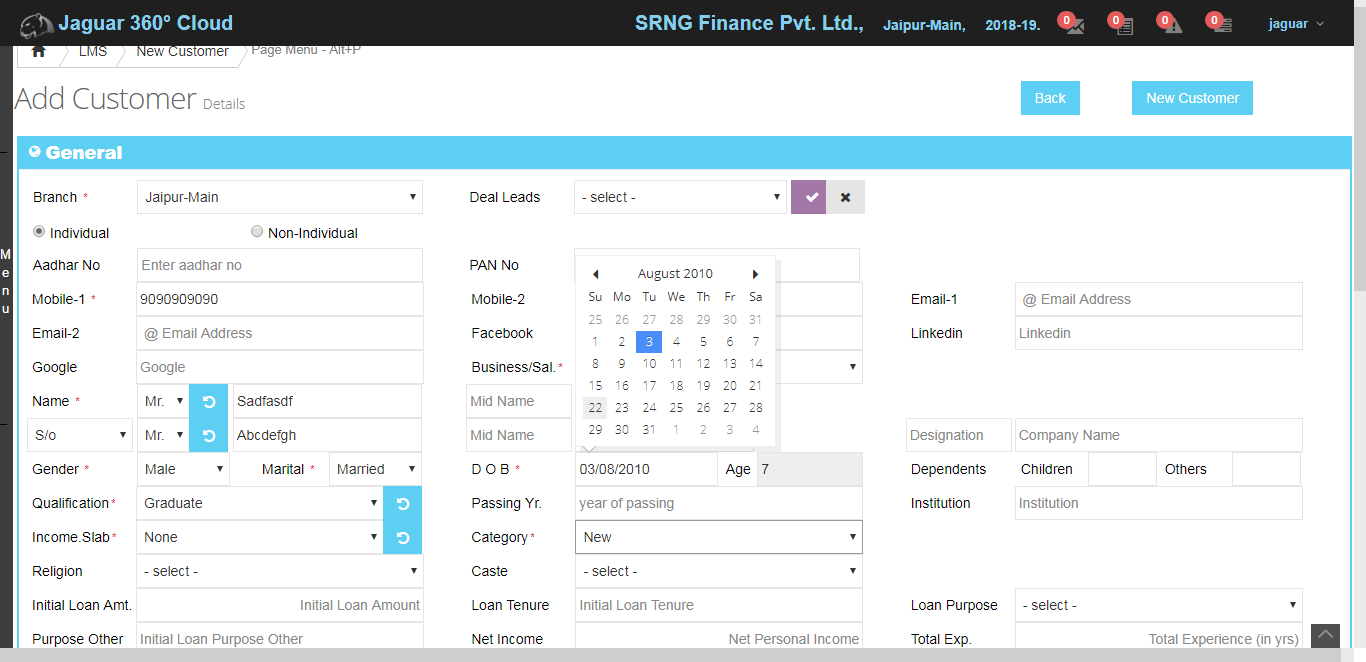 Jaguar 360° Cloud SRNG Finance Pvt. Ltd., Jaipur-Main, 2018-19. 0 0 0 0 jaguar
LMS New Customer Page Menu - Alt+P
Add Customer Details Back New Customer
General
Branch * Jaipur-Main Deal Leads - select -
Individual Non-Individual
Menu
Aadhar No Enter aadhar no PAN No
August 2010
Su Mo Tu We Th Fr Sa
25 26 27 28 29 30 31
1 2 3 4 5 6 7
8 9 10 11 12 13 14
15 16 17 18 19 20 21
22 23 24 25 26 27 28
29 30 31 1 2 3 4
Mobile-1 * 9090909090 Mobile-2 Email-1 @ Email Address
Email-2 @ Email Address Facebook Linkedin Linkedin
Google Google Business/Sal. *
Name * Mr. Sadfasdf Mid Name
S/o Mr. Abcdefgh Mid Name Designation Company Name
Gender * Male Marital * Married D O B * 03/08/2010 Age 7 Dependents Children Others
Qualification* Graduate Passing Yr. year of passing Institution Institution
Income.Slab* None Category* New
Religion - select - Caste - select -
Initial Loan Amt. Initial Loan Amount Loan Tenure Initial Loan Tenure Loan Purpose - select -
Purpose Other Initial Loan Purpose Other Net Income Net Personal Income Total Exp. Total Experience (in yrs)